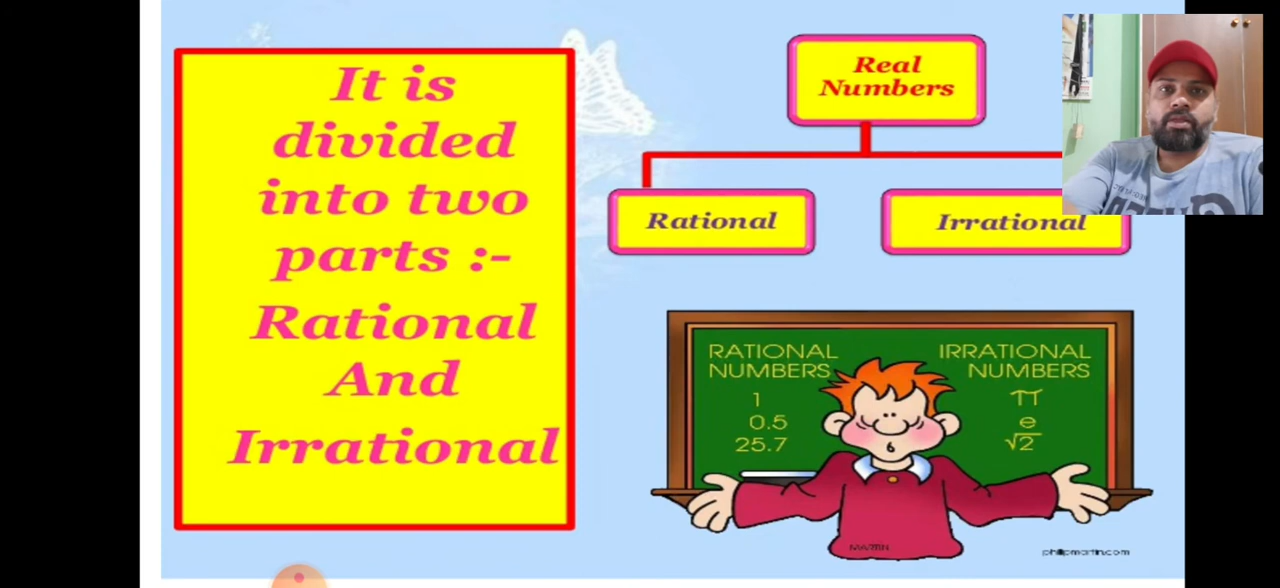 It is
divided
into two
parts :-
Rational
And
Irrational
Real
Numbers
Rational
Irrational
RATIONAL
NUMBERS
1
0.5
25.7
IRRATIONAL
NUMBERS
π
e
√2
MARTIN
philipmartin.com